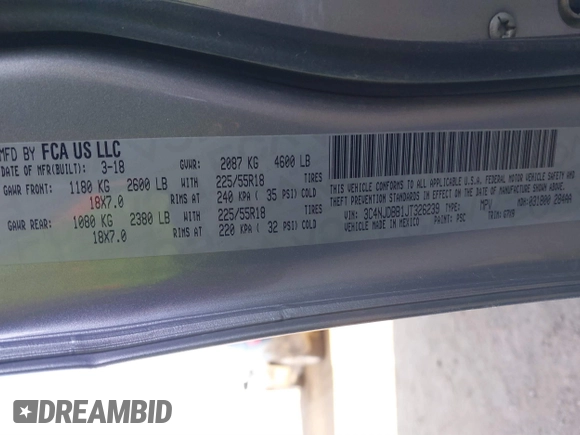 MFD BY FCA US LLC
DATE OF MFR(BUILT): 3-18 GVWR: 2087 KG 4600 LB
GAWR FRONT: 1180 KG 2600 LB WITH 225/55R18 TIRES
18X7.0 RIMS AT 240 KPA ( 35 PSI) COLD
GAWR REAR: 1080 KG 2380 LB WITH 225/55R18 TIRES
18X7.0 RIMS AT 220 KPA ( 32 PSI) COLD
THIS VEHICLE CONFORMS TO ALL APPLICABLE U.S.A. FEDERAL MOTOR VEHICLE
SAFETY, BUMPER, AND
THEFT PREVENTION STANDARDS IN EFFECT ON THE DATE OF MANUFACTURE SHOWN ABOVE
VIN: 3C4NJDBB1JT326239 TYPE: MPV MDH: 031800
VEHICLE MADE IN MEXICO PAINT: PSC TRIM:
DREAMBID